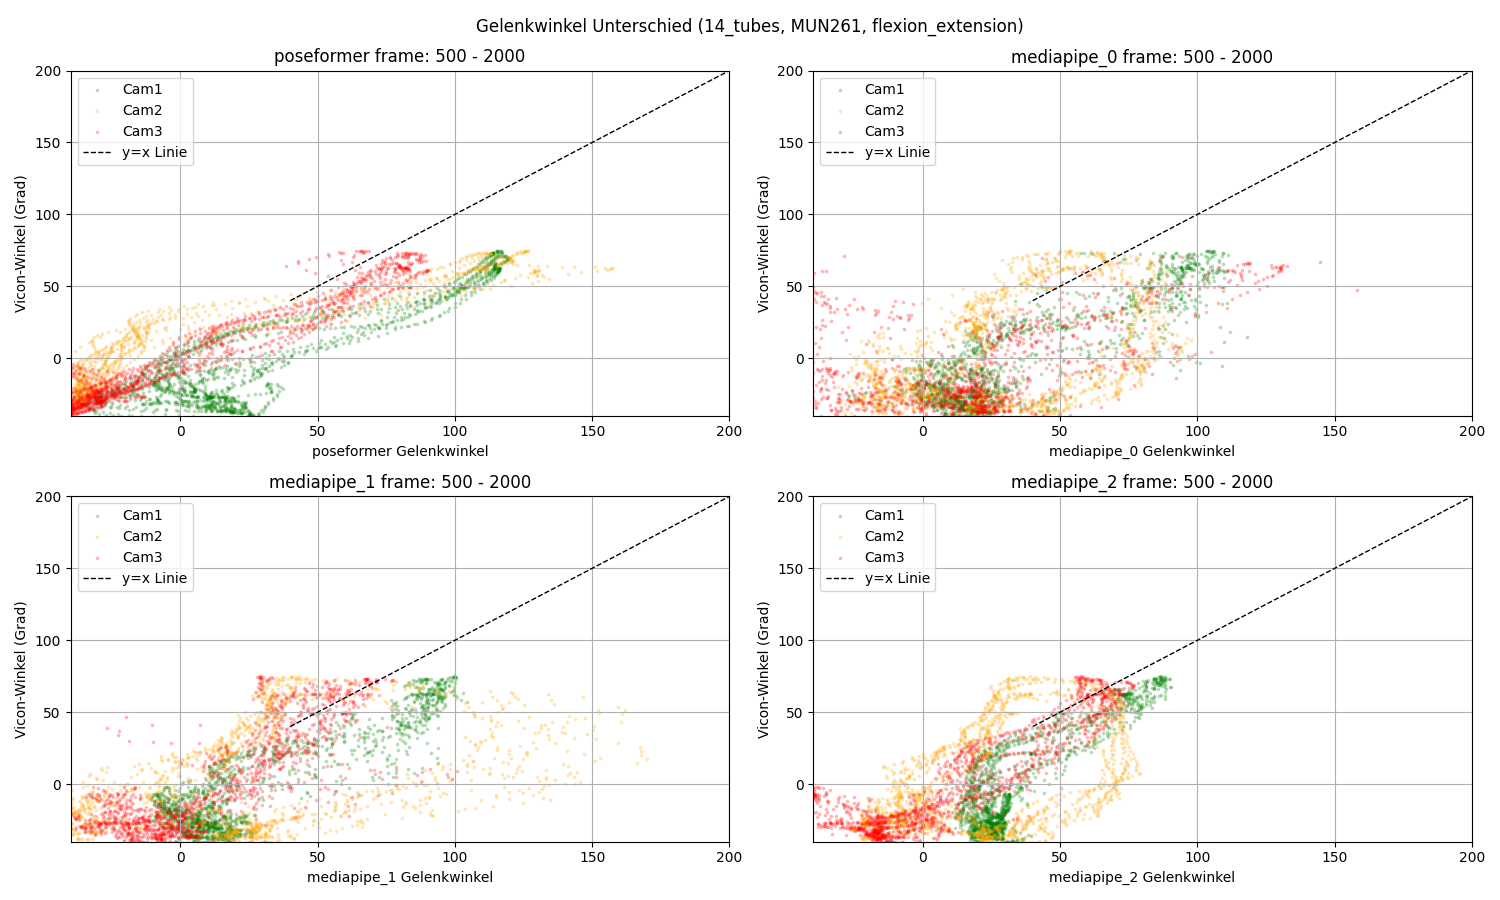 Gelenkwinkel Unterschied (14_tubes, MUN261, flexion_extension)
poseformer frame: 500 - 2000
200
150
100
50
0
Vicon-Winkel (Grad)
Cam1
Cam2
Cam3
y=x Linie
0 50 100 150 200
poseformer Gelenkwinkel
mediapipe_0 frame: 500 - 2000
200
150
100
50
0
Vicon-Winkel (Grad)
Cam1
Cam2
Cam3
y=x Linie
0 50 100 150 200
mediapipe_0 Gelenkwinkel
mediapipe_1 frame: 500 - 2000
200
150
100
50
0
Vicon-Winkel (Grad)
Cam1
Cam2
Cam3
y=x Linie
0 50 100 150 200
mediapipe_1 Gelenkwinkel
mediapipe_2 frame: 500 - 2000
200
150
100
50
0
Vicon-Winkel (Grad)
Cam1
Cam2
Cam3
y=x Linie
0 50 100 150 200
mediapipe_2 Gelenkwinkel